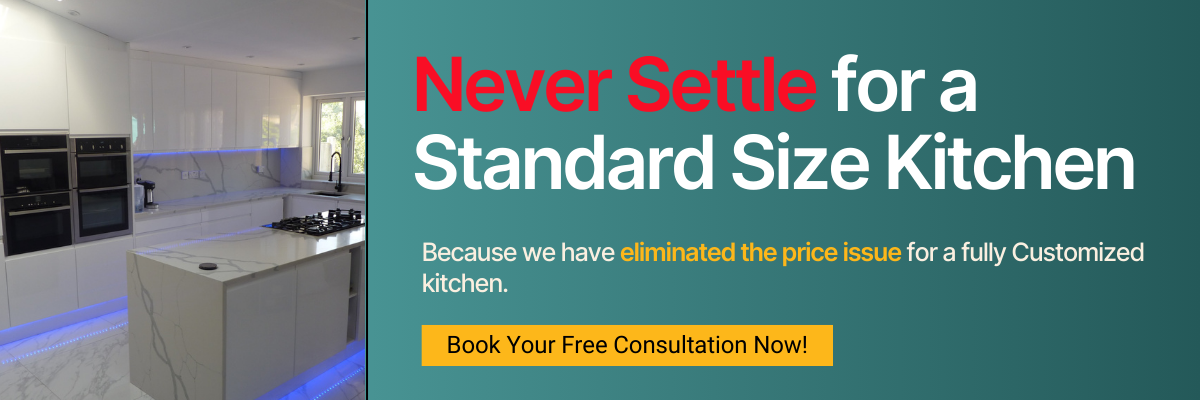 Never Settle for a
Standard Size Kitchen
Because we have eliminated the price issue for a fully Customized
kitchen.
Book Your Free Consultation Now!